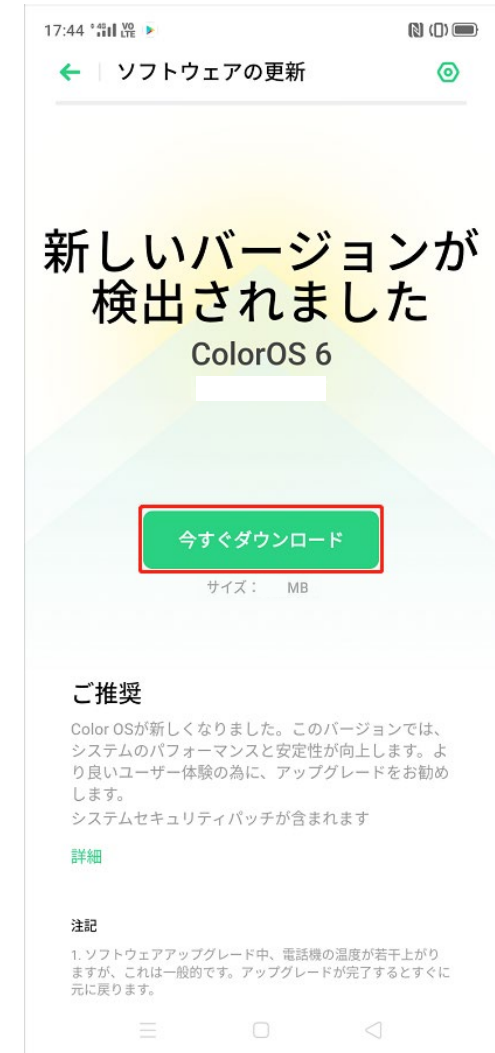 17:44
ソフトウェアの更新
新しいバージョンが
検出されました
ColorOS 6
今すぐダウンロード
サイズ： MB
ご推奨
Color OSが新しくなりました。このバージョンでは、
システムのパフォーマンスと安定性が向上します。よ
り良いユーザー体験の為に、アップグレードをお勧め
します。
システムセキュリティパッチが含まれます
詳細
注記
1. ソフトウェアアップグレード中、電話機の温度が若干上がり
ますが、これは一般的です。アップグレードが完了するとすぐに
元に戻ります。